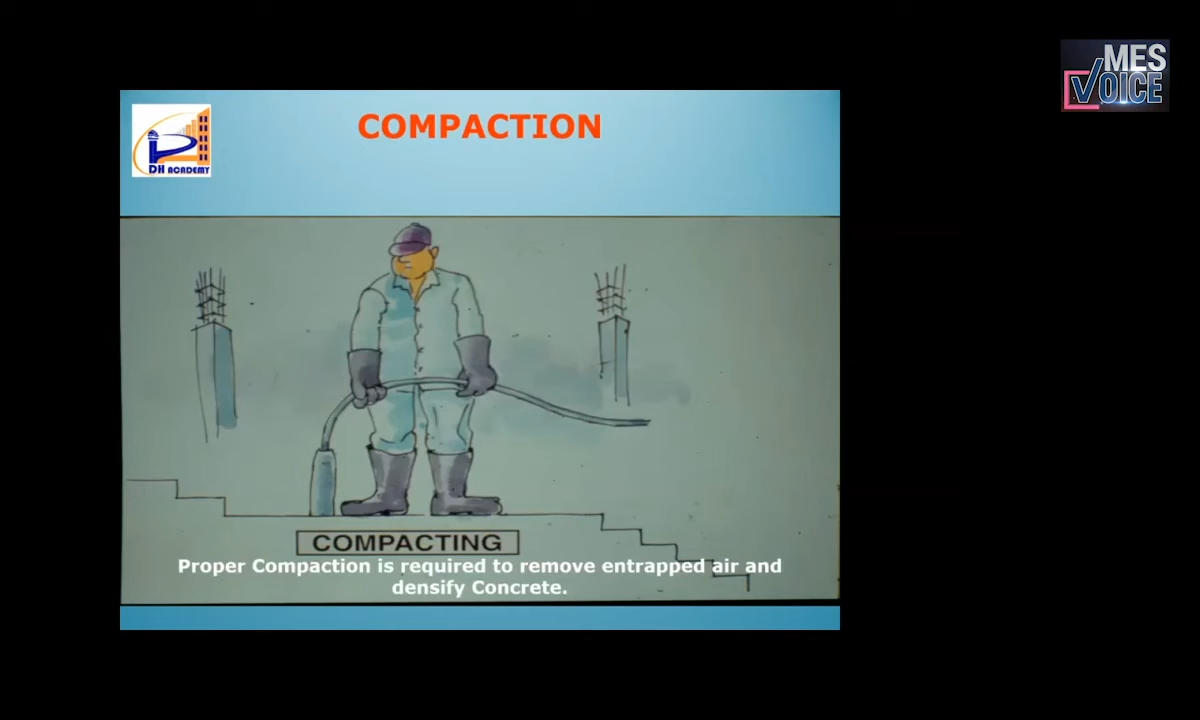 MES
VOICE
COMPACTION
DH ACADEMY
COMPACTING
Proper Compaction is required to remove entrapped air and
densify Concrete.